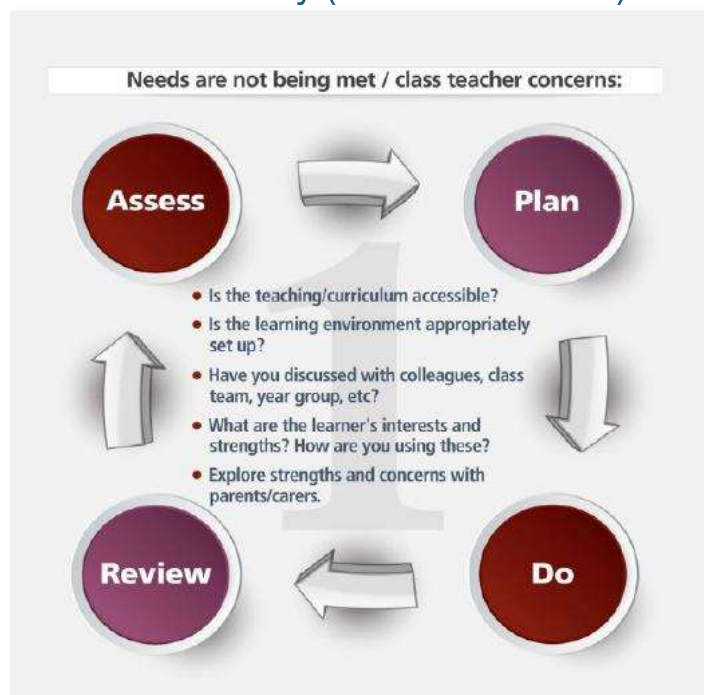 Needs are not being met / class teacher concerns:
Assess
Plan
1
• Is the teaching/curriculum accessible?
• Is the learning environment appropriately
set up?
• Have you discussed with colleagues, class
team, year group, etc?
• What are the learner's interests and
strengths? How are you using these?
• Explore strengths and concerns with
parents/carers.
Review
Do